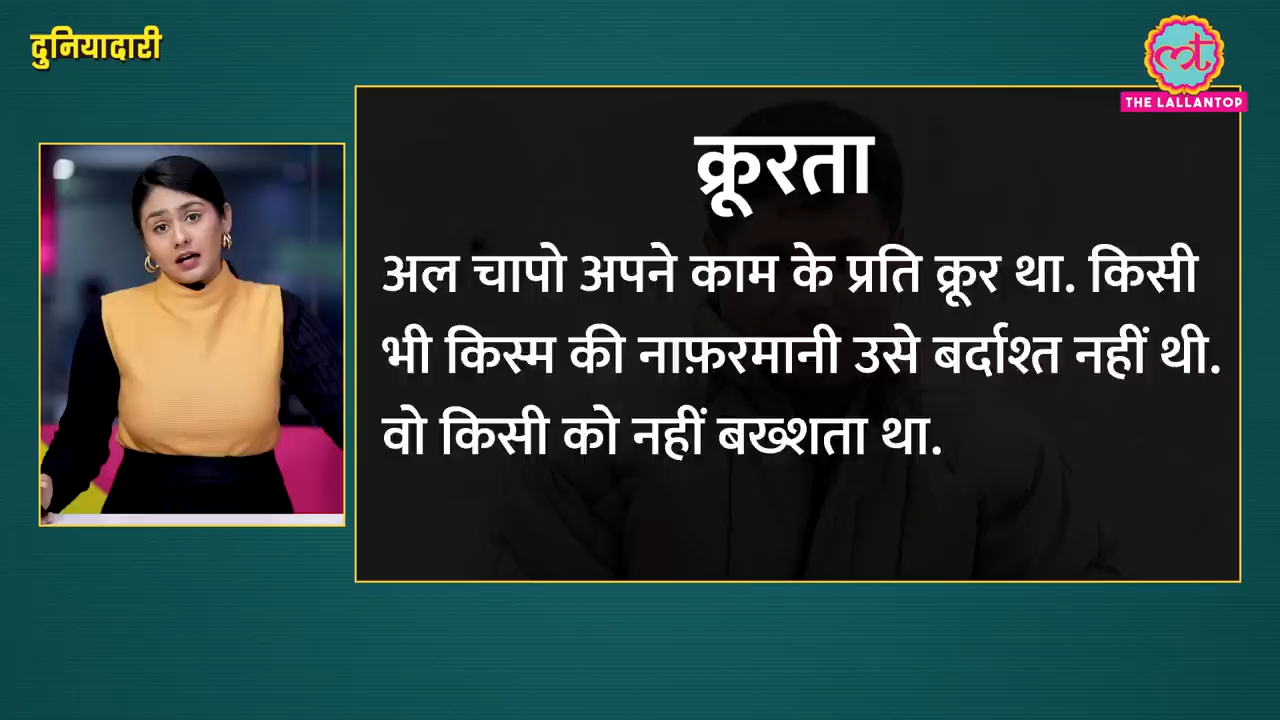 दुनियादारी
THE LALLANTOP
क्रूरता
अल चापो अपने काम के प्रति क्रूर था. किसी
भी किस्म की नाफ़रमानी उसे बर्दाश्त नहीं थी.
वो किसी को नहीं बख्शता था.